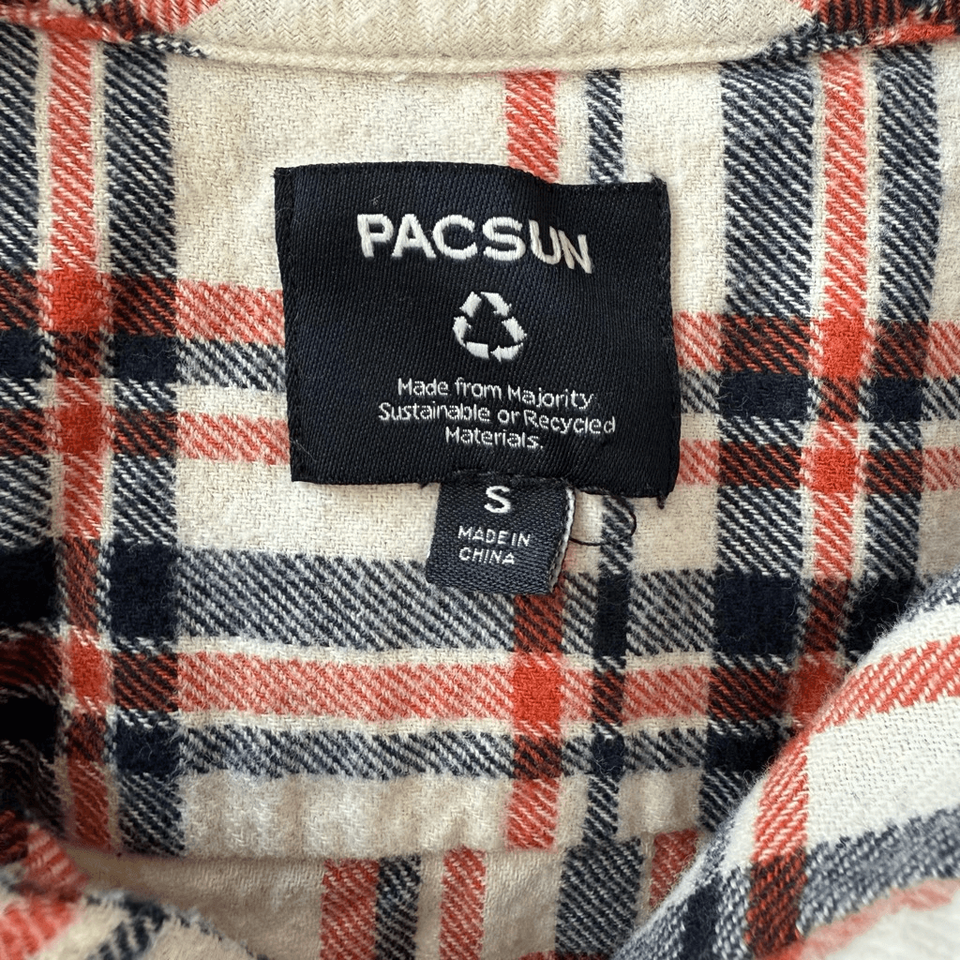 PACSUN
Made from Majority
Sustainable or Recycled
Materials.
S
MADE IN
CHINA